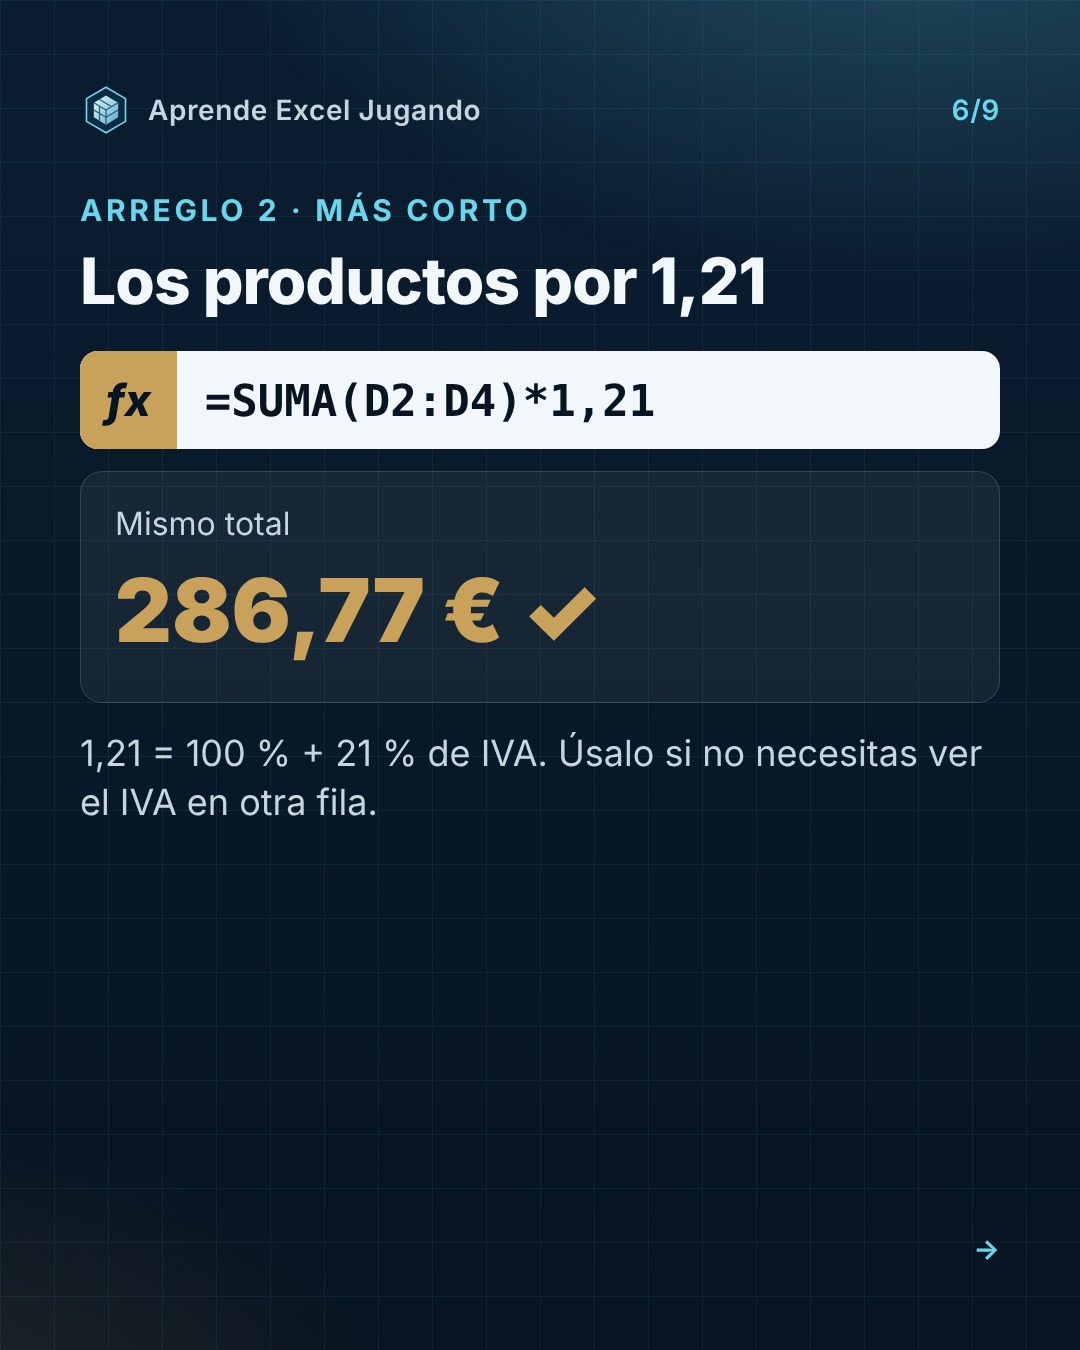 Aprende Excel Jugando
6/9
ARREGLO 2 · MÁS CORTO
Los productos por 1,21
fx =SUMA(D2:D4)*1,21
Mismo total
286,77 € ✓
1,21 = 100 % + 21 % de IVA. Úsalo si no necesitas ver
el IVA en otra fila.
→